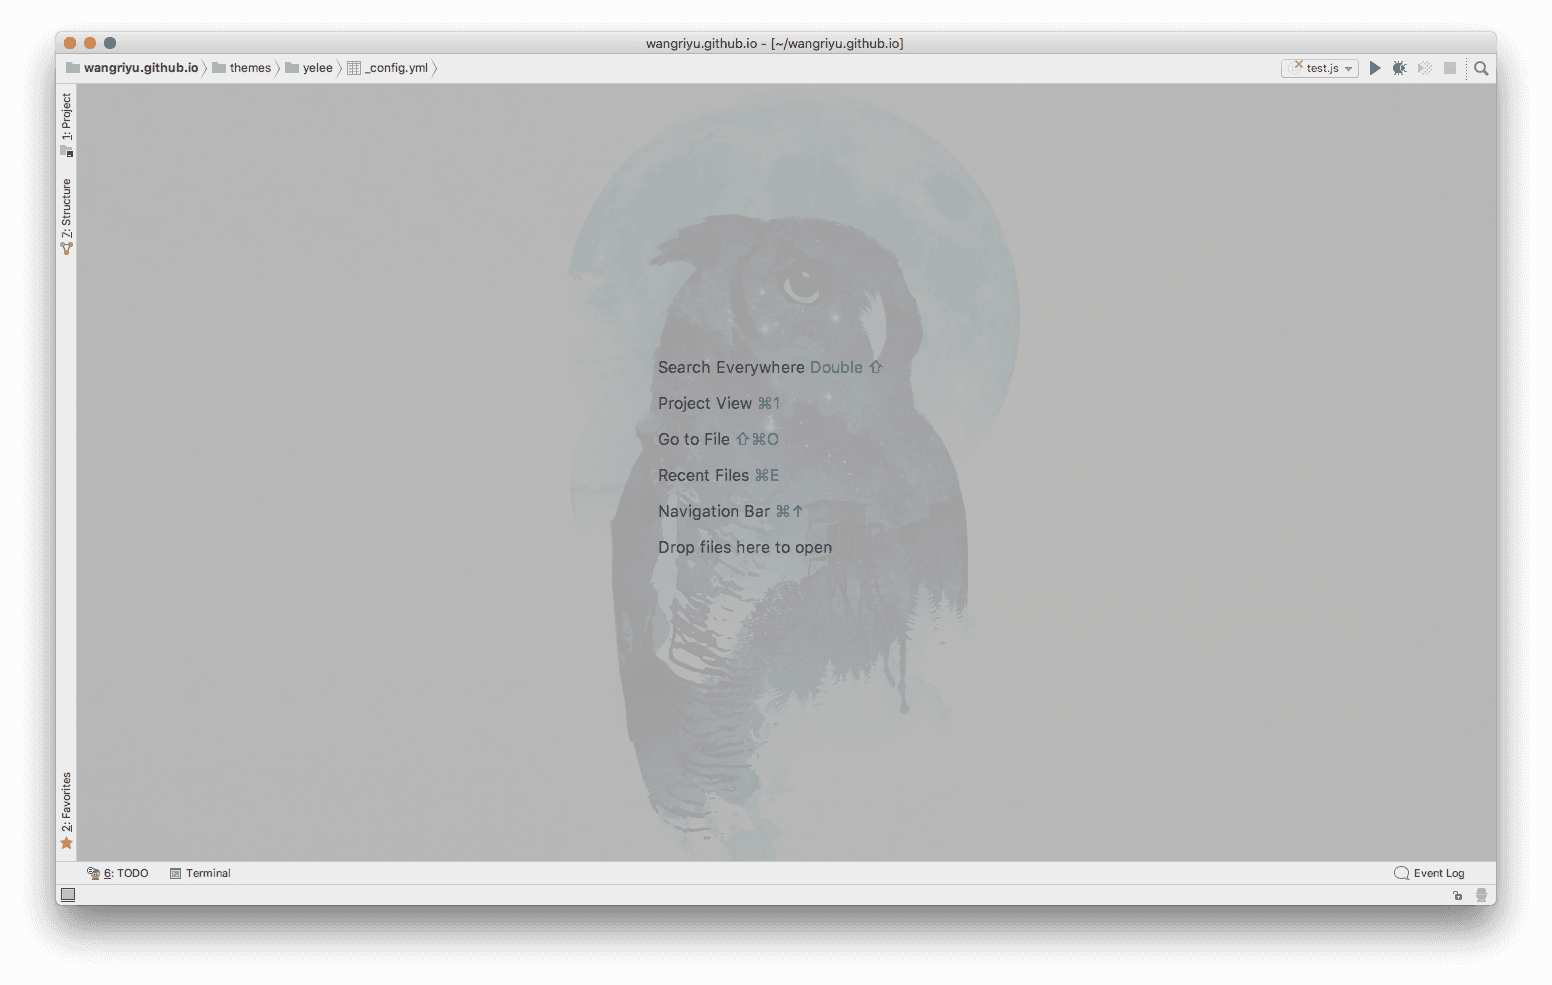 wangriyu.github.io - [~/wangriyu.github.io]
wangriyu.github.io themes yelee _config.yml
test.js
1: Project
7: Structure
Search Everywhere Double ⇧
Project View ⌘1
Go to File ⇧⌘O
Recent Files ⌘E
Navigation Bar ⌘↑
Drop files here to open
2: Favorites
6: TODO Terminal
Event Log